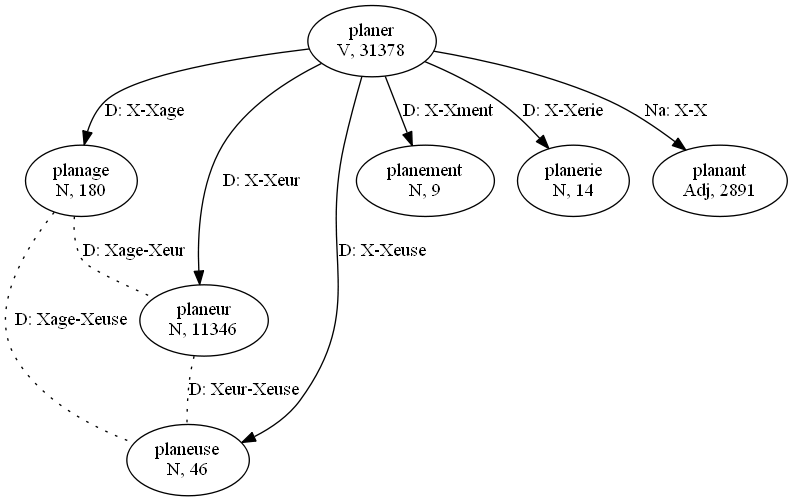 planer
V, 31378
D: X-Xage
D: X-Xment
D: X-Xerie
Na: X-X
planage
N, 180
D: X-Xeur
planement
N, 9
planerie
N, 14
planant
Adj, 2891
D: Xage-Xeur
D: X-Xeuse
planeur
N, 11346
D: Xage-Xeuse
D: Xeur-Xeuse
planeuse
N, 46